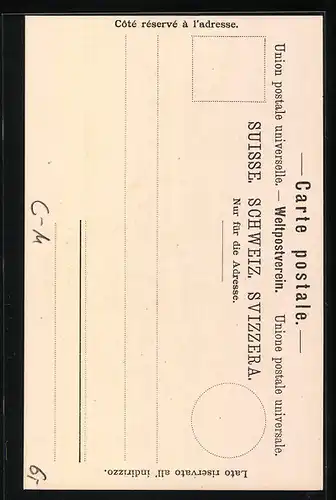 Côté réservé à l'adresse.
— Carte postale. —
Union postale universelle. — Weltpostverein. Unione postale universale.
SUISSE. SCHWEIZ. SVIZZERA.
Nur für die Adresse.
Lato riservato all' indirizzo.
C-M